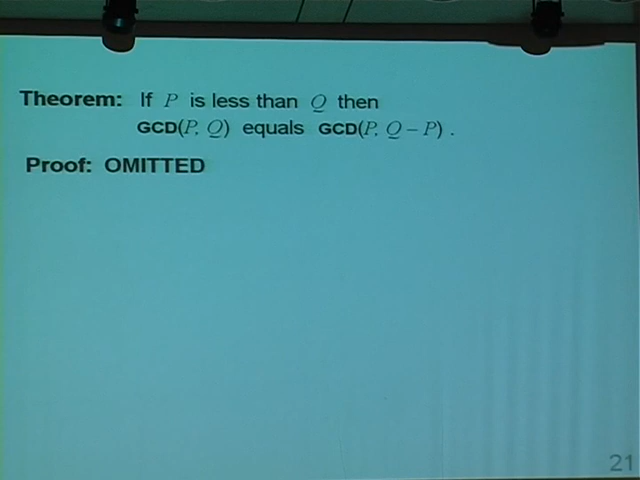 Theorem: If P is less than Q then
GCD(P, Q) equals GCD(P, Q – P) .
Proof: OMITTED
21